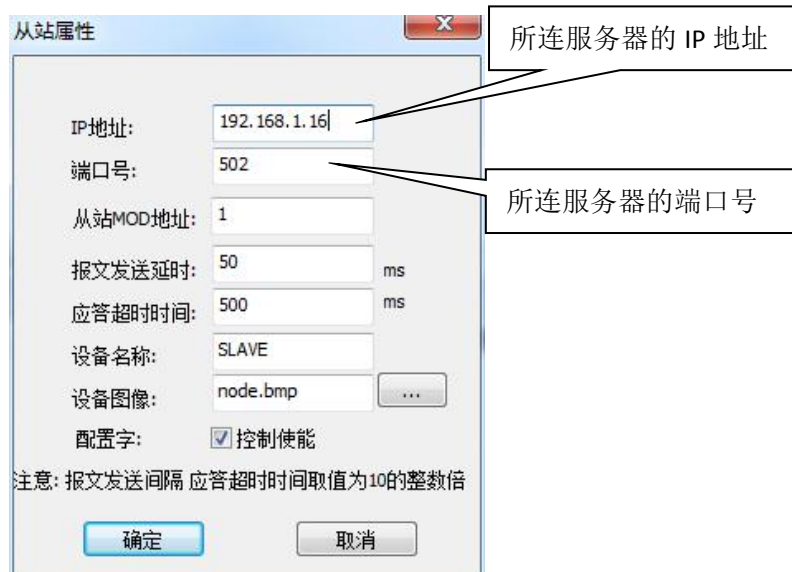 从站属性
所连服务器的 IP 地址
IP地址: 192.168.1.16
端口号: 502
所连服务器的端口号
从站MOD地址: 1
报文发送延时: 50 ms
应答超时时间: 500 ms
设备名称: SLAVE
设备图像: node.bmp ...
配置字: 控制使能
注意: 报文发送间隔 应答超时时间取值为10的整数倍
确定 取消